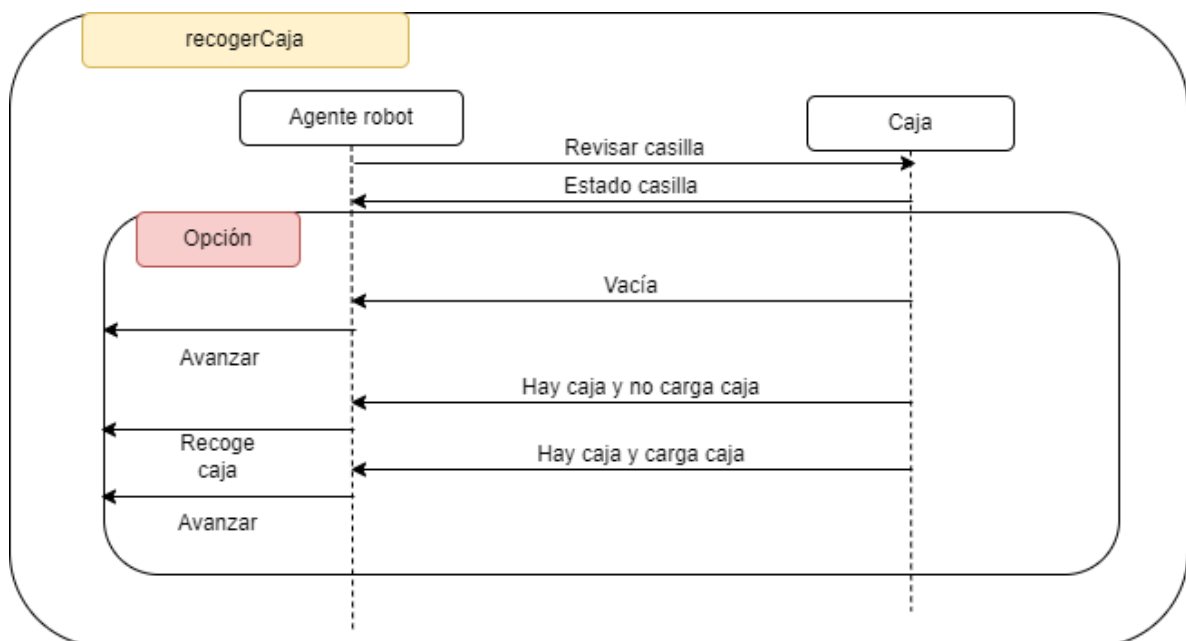 recogerCaja
Agente robot
Caja
Revisar casilla
Estado casilla
Opción
Vacía
Avanzar
Hay caja y no carga caja
Recoge
caja
Hay caja y carga caja
Avanzar